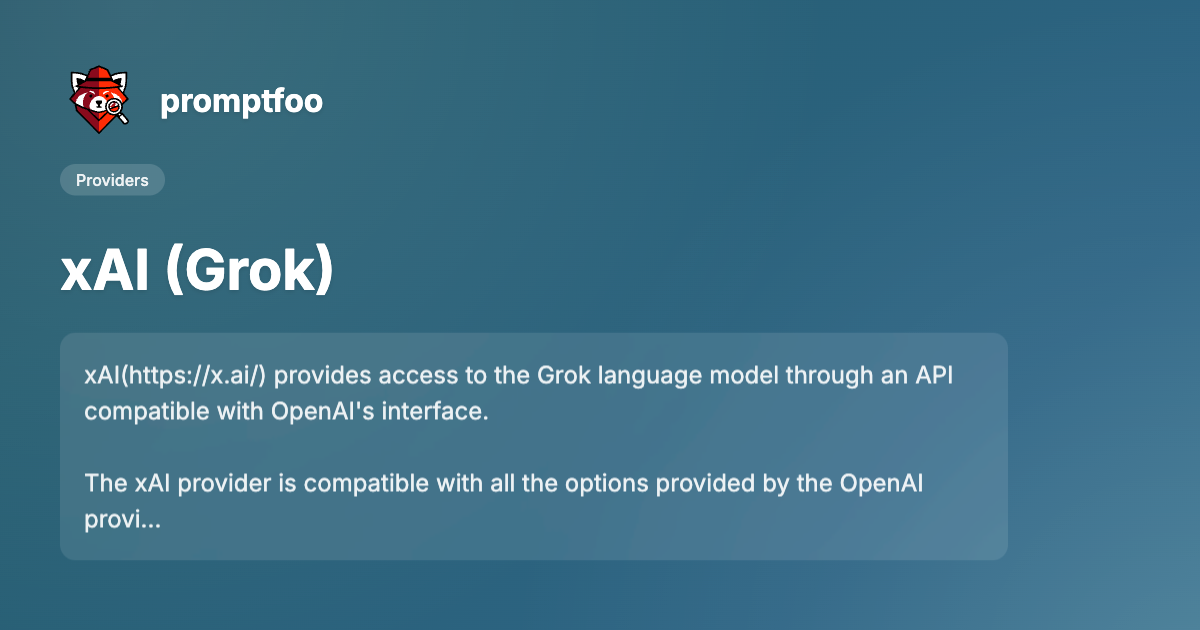 promptfoo
Providers
xAI (Grok)
xAI(https://x.ai/) provides access to the Grok language model through an API
compatible with OpenAI's interface.
The xAI provider is compatible with all the options provided by the OpenAI
provi...